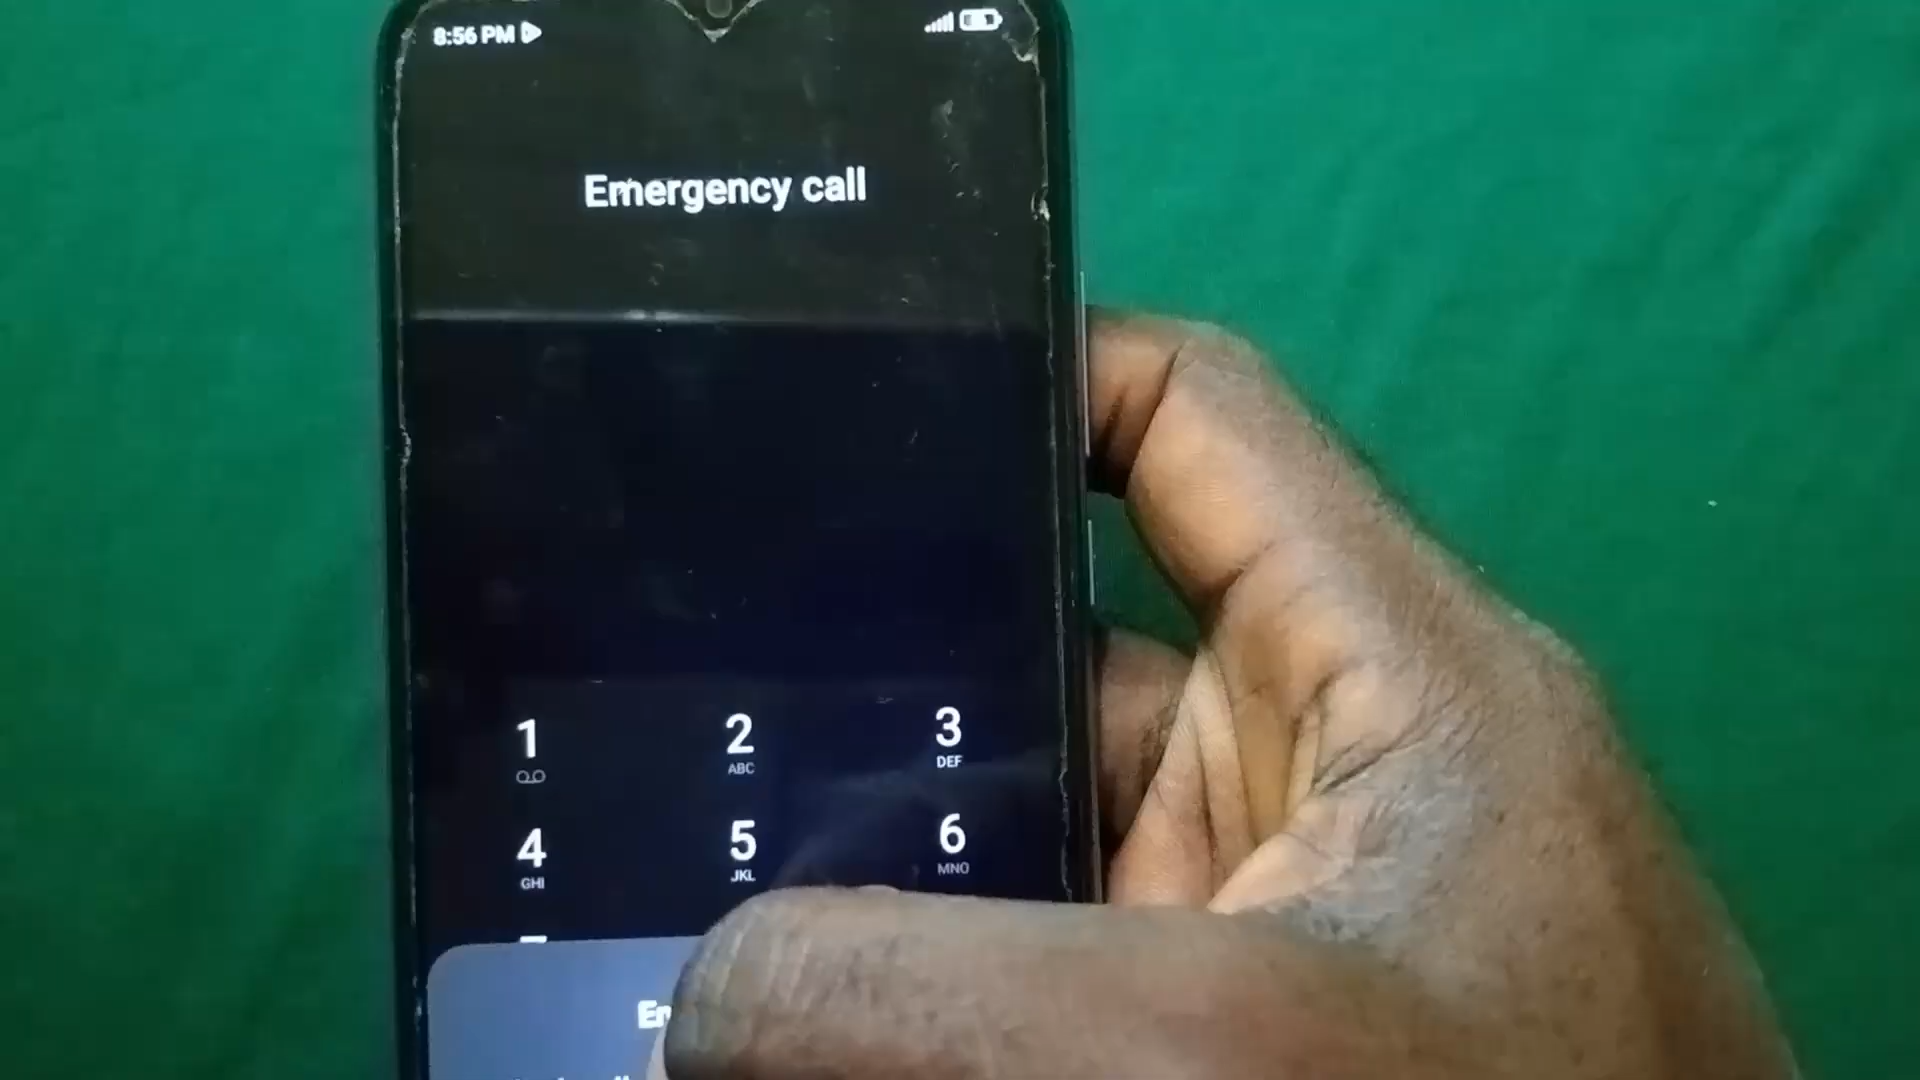 8:56 PM
Emergency call
1 2 3
ABC DEF
4 5 6
GHI JKL MNO